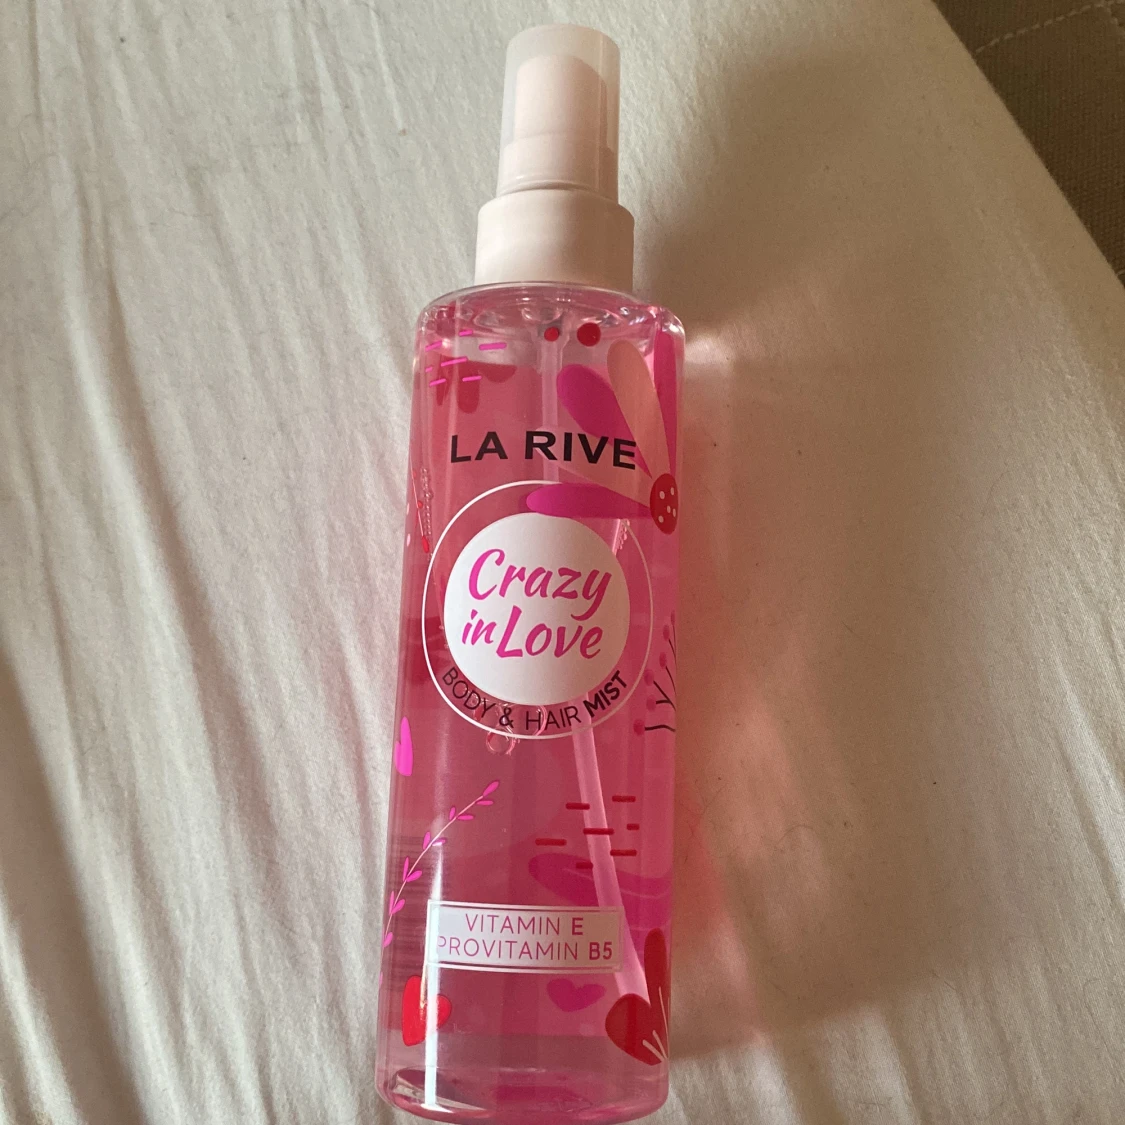 LA RIVE
Crazy
in Love
BODY & HAIR MIST
VITAMIN E
PROVITAMIN B5